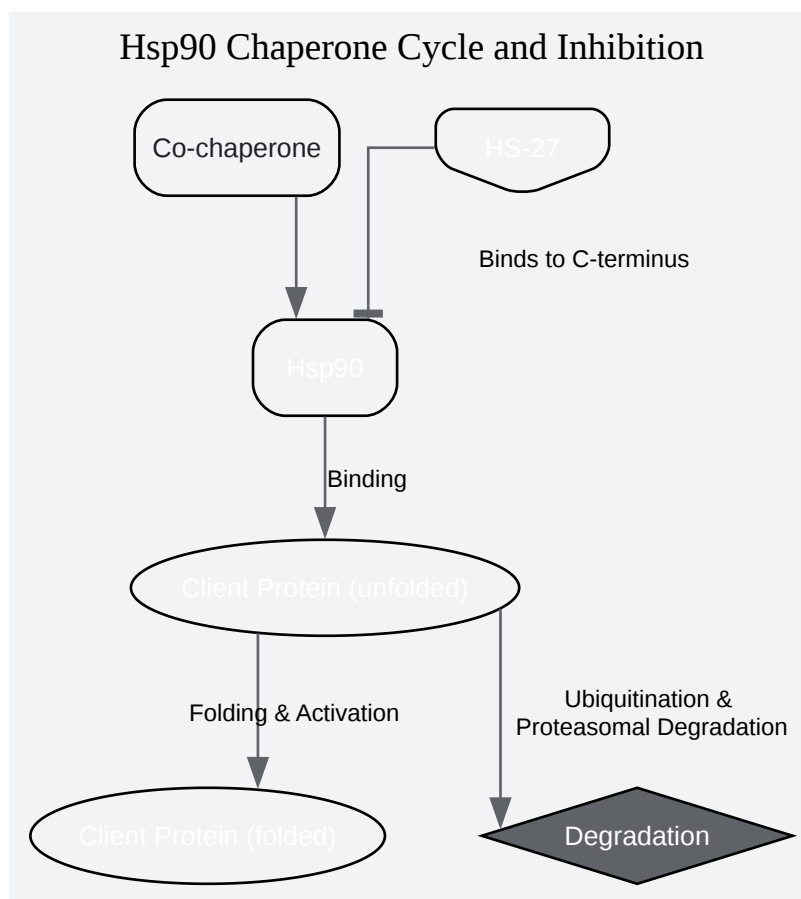 Hsp90 Chaperone Cycle and Inhibition
Co-chaperone
HS-27
Binds to C-terminus
Hsp90
Binding
Client Protein (unfolded)
Folding & Activation
Ubiquitination &
Proteasomal Degradation
Client Protein (folded)
Degradation